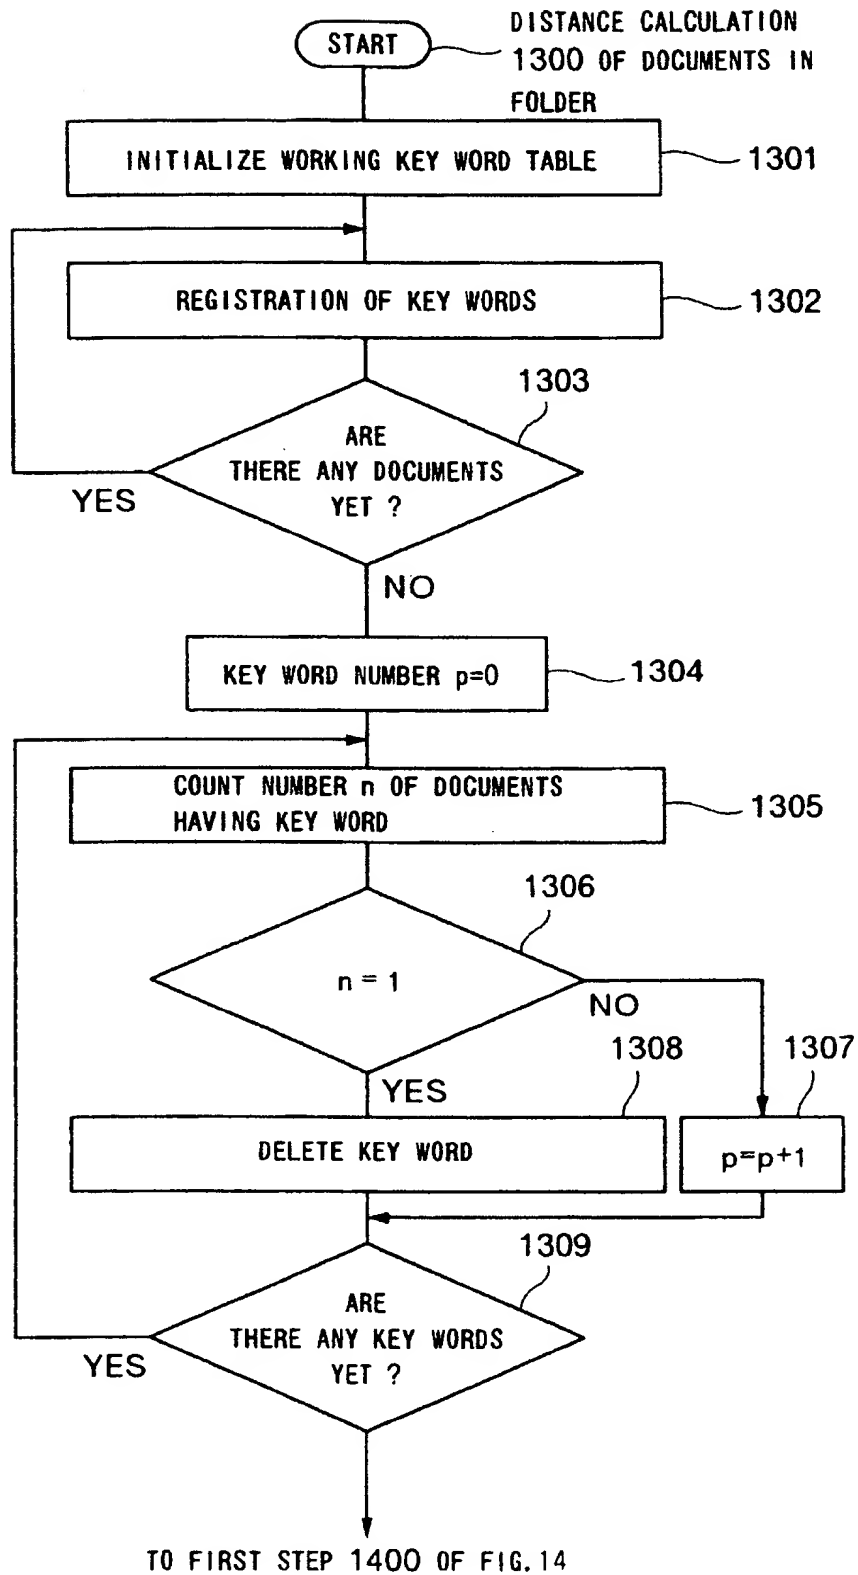 START
DISTANCE CALCULATION
1300 OF DOCUMENTS IN
FOLDER
INITIALIZE WORKING KEY WORD TABLE
1301
REGISTRATION OF KEY WORDS
1302
1303
ARE
THERE ANY DOCUMENTS
YET ?
YES
NO
KEY WORD NUMBER p=0
1304
COUNT NUMBER n OF DOCUMENTS
HAVING KEY WORD
1305
1306
n = 1
NO
YES
1308
1307
DELETE KEY WORD
p=p+1
1309
ARE
THERE ANY KEY WORDS
YET ?
YES
TO FIRST STEP 1400 OF FIG.14